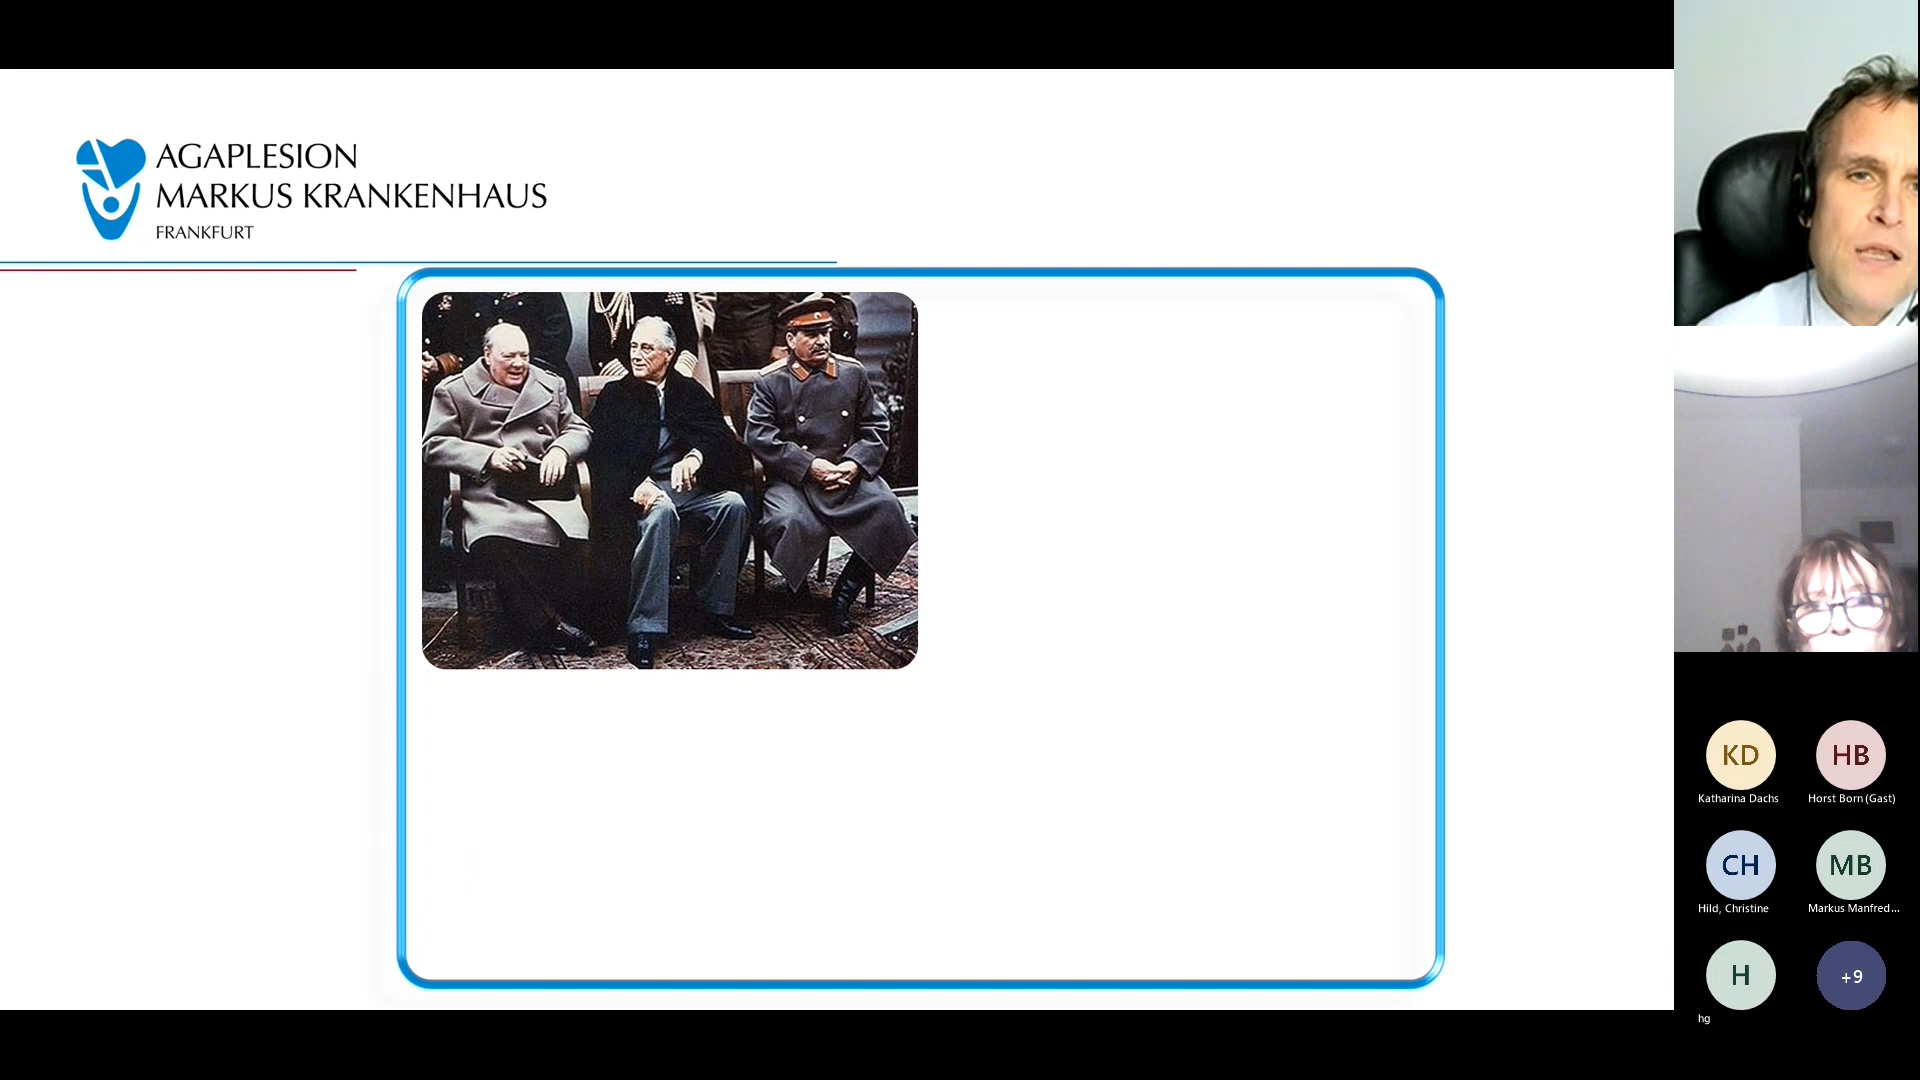 AGAPLESION
MARKUS KRANKENHAUS
FRANKFURT
KD
HB
Katharina Dachs
Horst Born (Gast)
CH
MB
Hild, Christine
Markus Manfred...
H
+9
hg